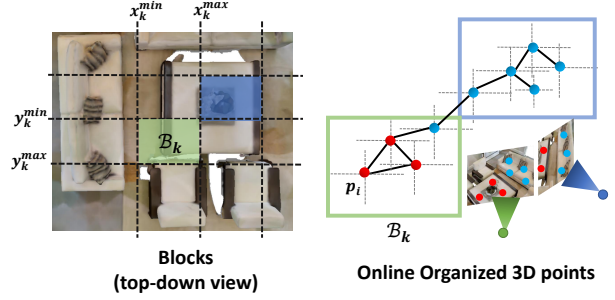 x_k^{min} x_k^{max}
y_k^{min}
ℬ_k
y_k^{max}
p_i
ℬ_k
Blocks
(top-down view)
Online Organized 3D points